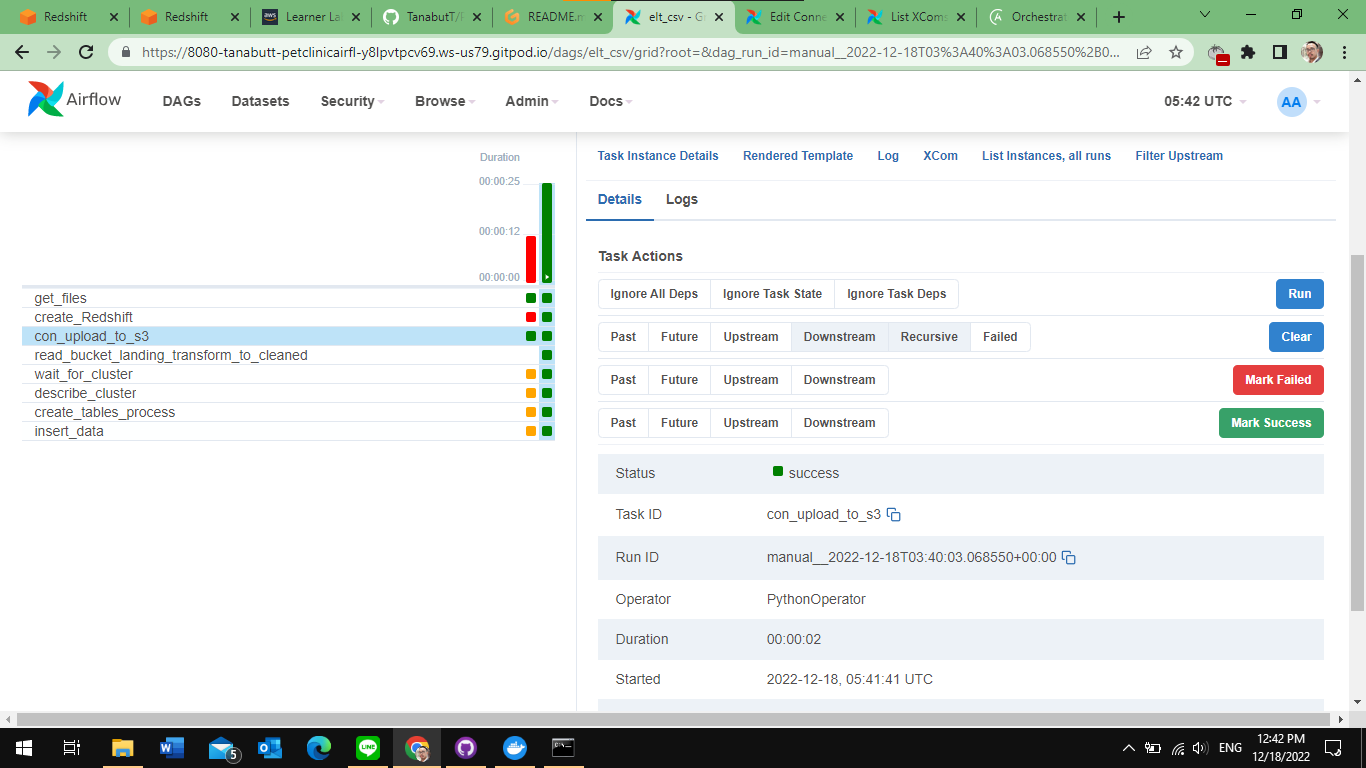 Redshift
Redshift
Learner La
TanabutT/
README.m
elt_csv - Gr
Edit Conne
List XComs
Orchestrat
https://8080-tanabutt-petclinicairfl-y8lpvtpcv69.ws-us79.gitpod.io/dags/elt_csv/grid?root=&dag_run_id=manual__2022-12-18T03%3A40%3A03.068550%2B0...
Airflow
DAGs
Datasets
Security
Browse
Admin
Docs
05:42 UTC
AA
Duration
00:00:25
00:00:12
00:00:00
get_files
create_Redshift
con_upload_to_s3
read_bucket_landing_transform_to_cleaned
wait_for_cluster
describe_cluster
create_tables_process
insert_data
Task Instance Details
Rendered Template
Log
XCom
List Instances, all runs
Filter Upstream
Details
Logs
Task Actions
Ignore All Deps
Ignore Task State
Ignore Task Deps
Run
Past
Future
Upstream
Downstream
Recursive
Failed
Clear
Past
Future
Upstream
Downstream
Mark Failed
Past
Future
Upstream
Downstream
Mark Success
Status
success
Task ID
con_upload_to_s3
Run ID
manual__2022-12-18T03:40:03.068550+00:00
Operator
PythonOperator
Duration
00:00:02
Started
2022-12-18, 05:41:41 UTC
5
LINE
ENG
12:42 PM
12/18/2022